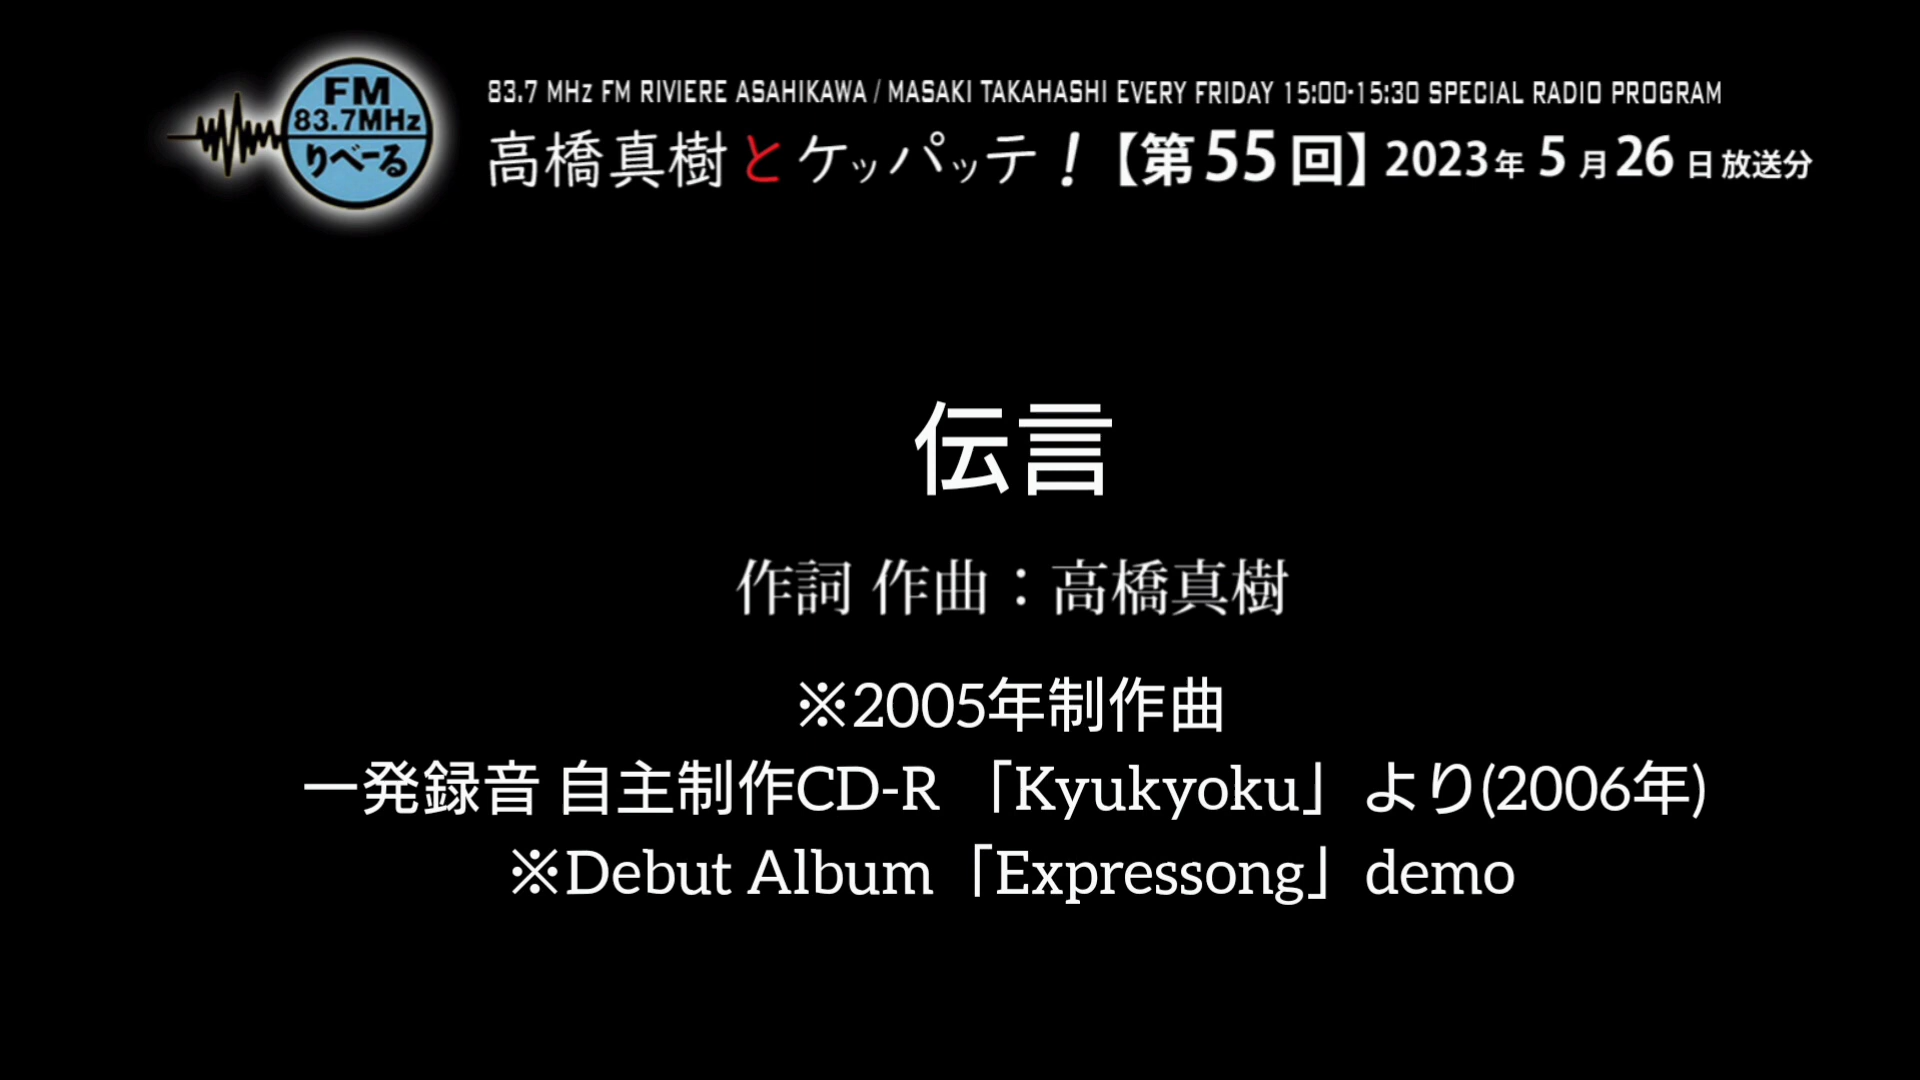 FM
83.7MHz
りべーる
83.7 MHz FM RIVIERE ASAHIKAWA / MASAKI TAKAHASHI EVERY FRIDAY 15:00-15:30 SPECIAL RADIO PROGRAM
高橋真樹とケッパッテ!【第55回】2023年5月26日放送分
伝言
作詞 作曲：高橋真樹
※2005年制作曲
一発録音 自主制作CD-R 「Kyukyoku」より(2006年)
※Debut Album「Expressong」demo